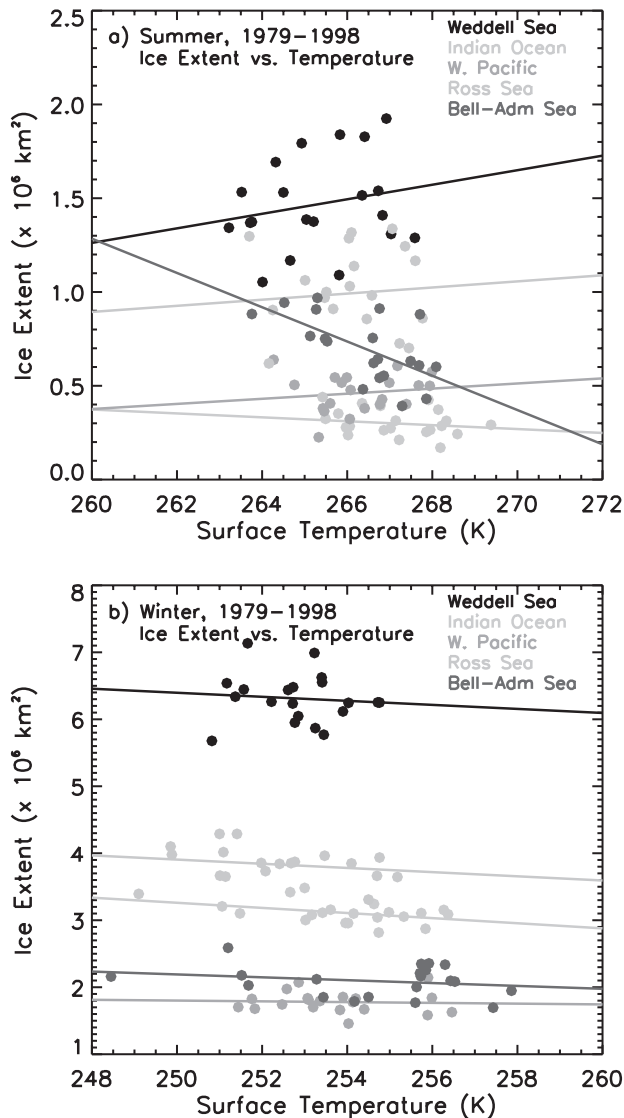 a) Summer, 1979-1998
Ice Extent vs. Temperature
Weddell Sea
Indian Ocean
W. Pacific
Ross Sea
Bell-Adm Sea
Ice Extent (x 10⁶ km²)
2.5
2.0
1.5
1.0
0.5
0.0
260 262 264 266 268 270 272
Surface Temperature (K)
b) Winter, 1979-1998
Ice Extent vs. Temperature
Weddell Sea
Indian Ocean
W. Pacific
Ross Sea
Bell-Adm Sea
Ice Extent (x 10⁶ km²)
8
7
6
5
4
3
2
1
248 250 252 254 256 258 260
Surface Temperature (K)